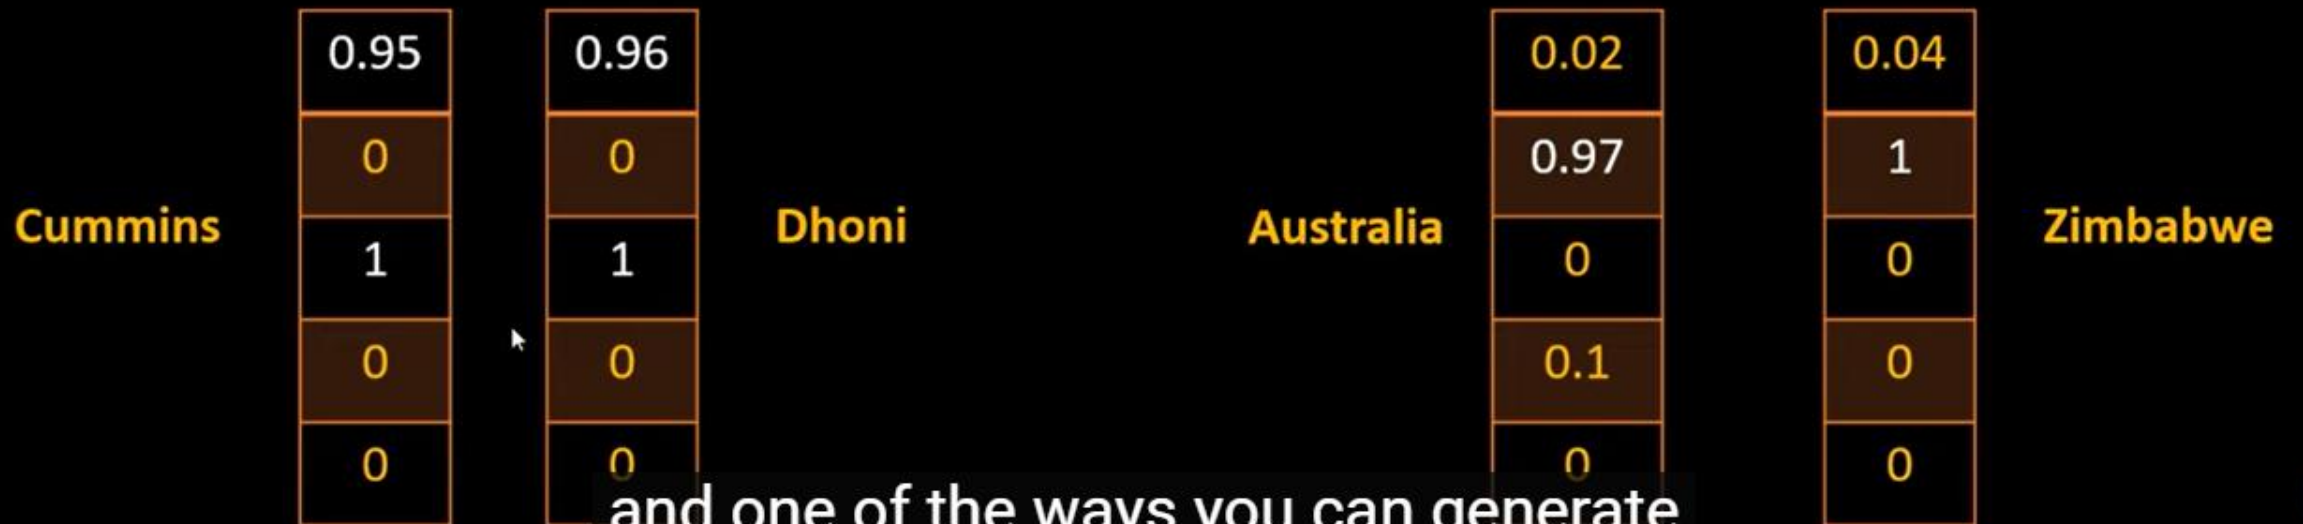 0.95 0.96 0.02 0.04
0 0 0.97 1
Cummins Dhoni Australia Zimbabwe
1 1 0 0
0 0 0.1 0
0 0 0 0
and one of the ways you can generate